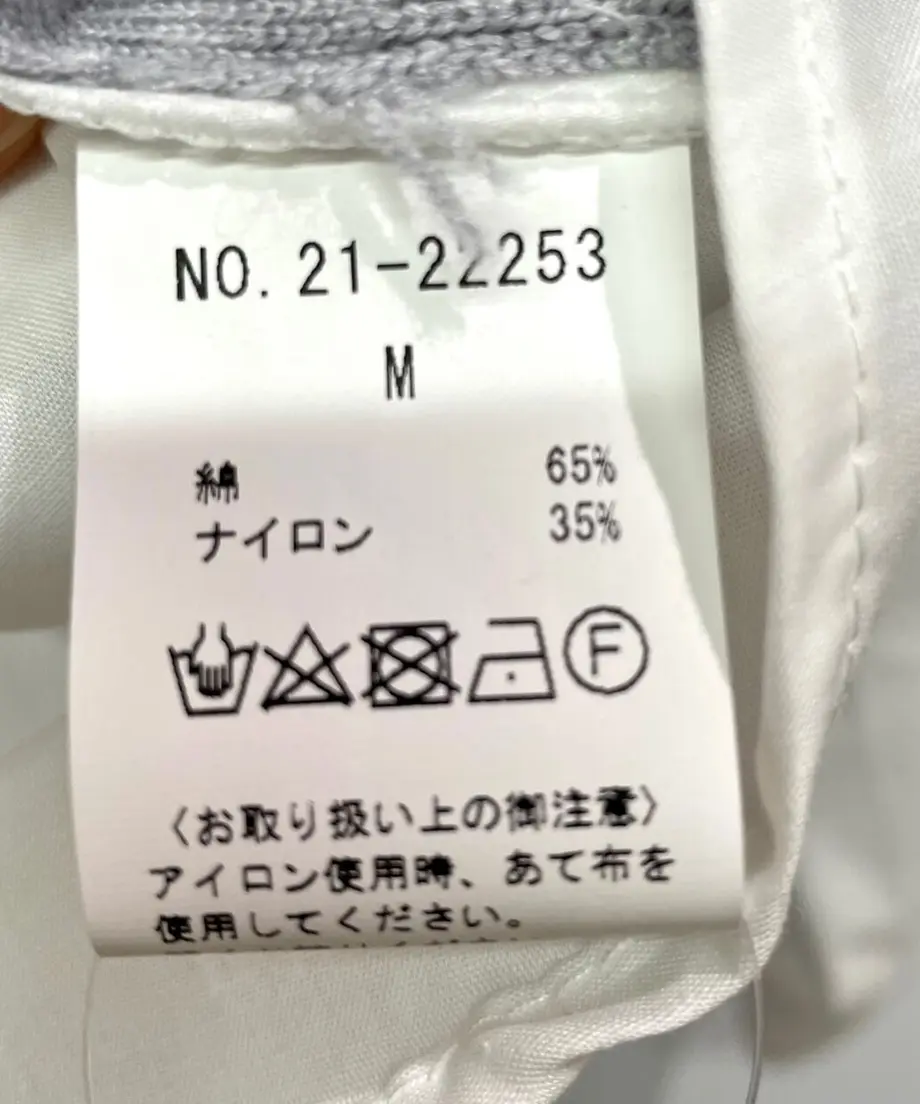 NO. 21-22253
M
綿 65%
ナイロン 35%
F
〈お取り扱い上の御注意〉
アイロン使用時、あて布を
使用してください。